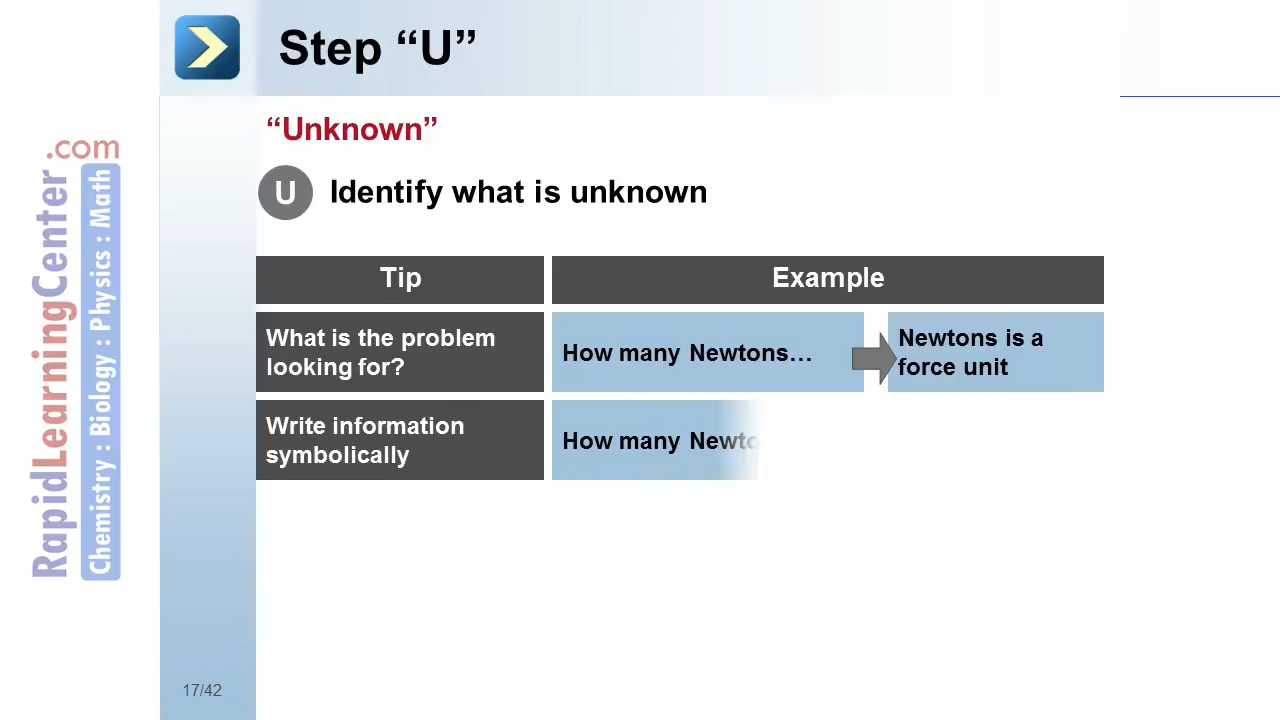 Step “U”
“Unknown”
U Identify what is unknown
Tip
Example
What is the problem
looking for?
How many Newtons…
Newtons is a
force unit
Write information
symbolically
How many Newto
RapidLearningCenter.com
Chemistry : Biology : Physics : Math
17/42